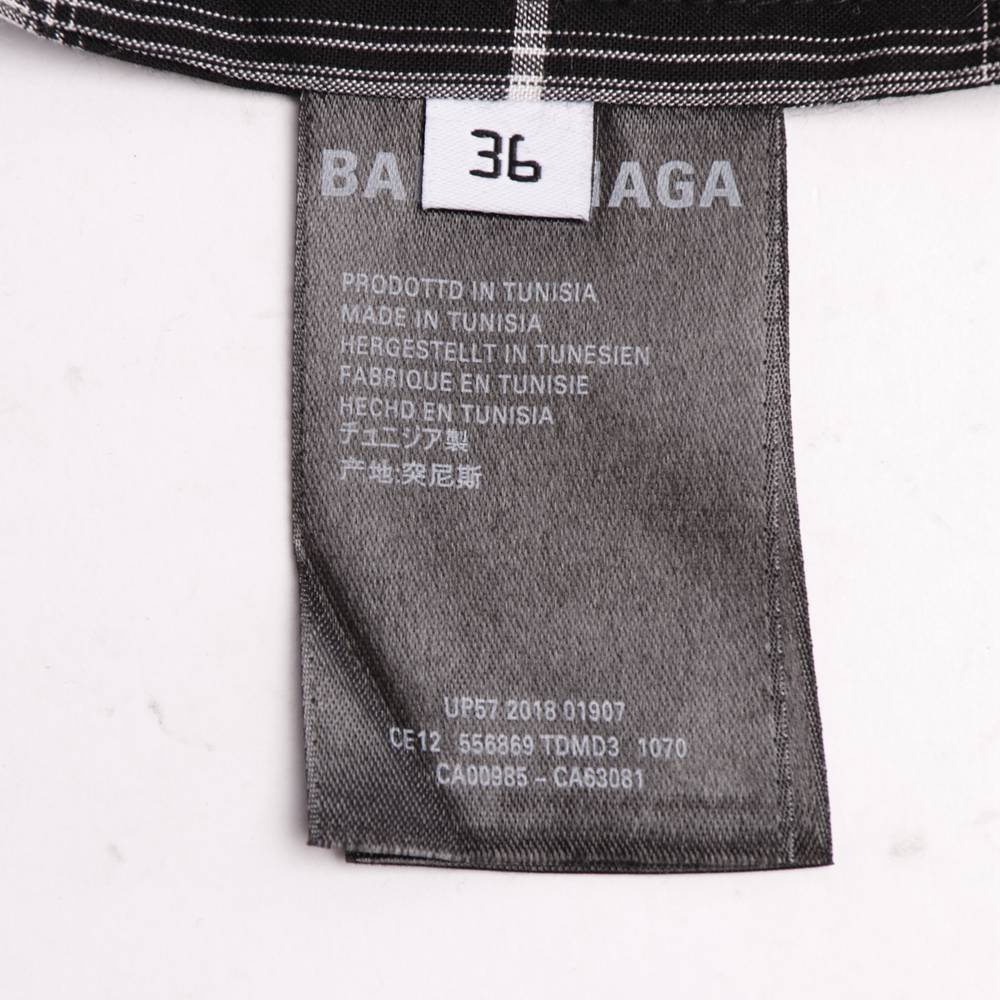 36
BA IAGA
PRODOTTD IN TUNISIA
MADE IN TUNISIA
HERGESTELLT IN TUNESIEN
FABRIQUE EN TUNISIE
HECHD EN TUNISIA
チュニジア製
产地:突尼斯
UP57 2018 01907
CE12 556869 TDMD3 1070
CA00985 - CA63081